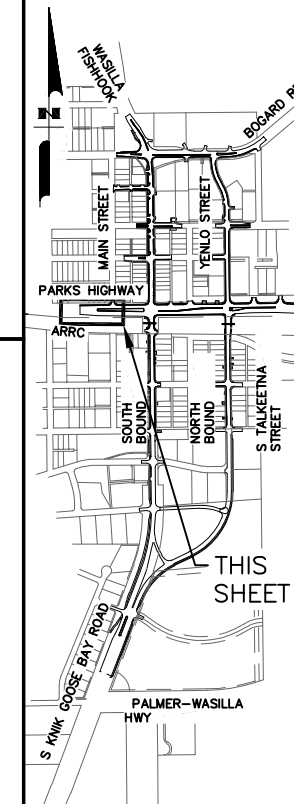 N
WASILLA
FISHHOOK
BOGARD R
MAIN STREET
YENLO STREET
PARKS HIGHWAY
ARRC
SOUTH
BOUND
NORTH
BOUND
S TALKEETNA
STREET
THIS
SHEET
S KNIK GOOSE BAY ROAD
PALMER-WASILLA
HWY